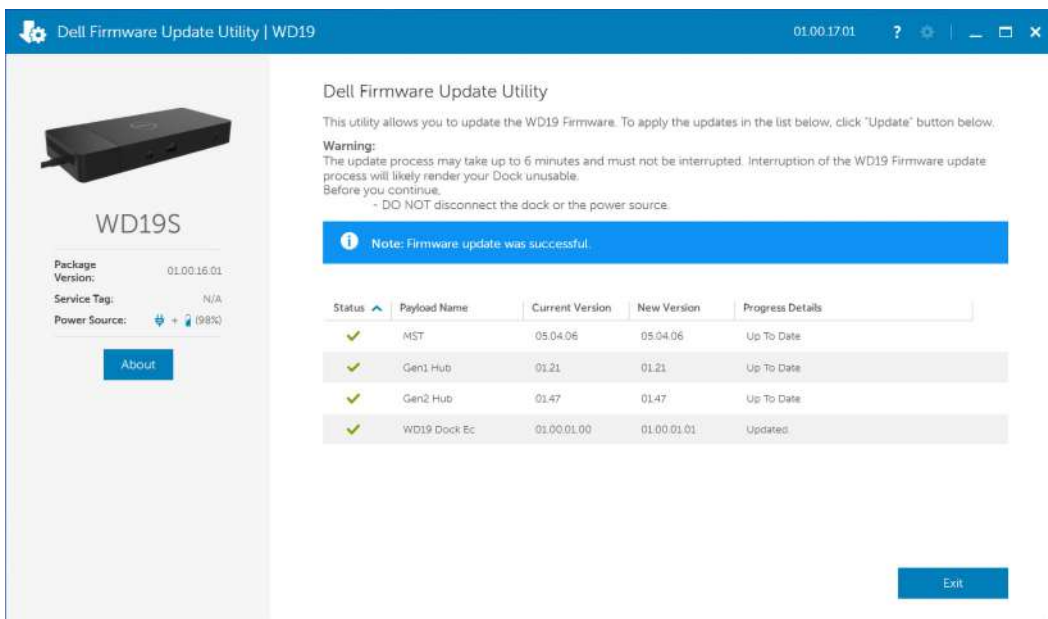 Dell Firmware Update Utility | WD19
01.00.17.01
?
WD19S
Package
Version:
01.00.16.01
Service Tag:
N/A
Power Source:
+
(98%)
About
Dell Firmware Update Utility
This utility allows you to update the WD19 Firmware. To apply the updates in the list below, click "Update" button below.
Warning:
The update process may take up to 6 minutes and must not be interrupted. Interruption of the WD19 Firmware update
process will likely render your Dock unusable.
Before you continue,
- DO NOT disconnect the dock or the power source.
Note: Firmware update was successful.
Status Payload Name Current Version New Version Progress Details
MST 05.04.06 05.04.06 Up To Date
Gen1 Hub 01.21 01.21 Up To Date
Gen2 Hub 01.47 01.47 Up To Date
WD19 Dock Ec 01.00.01.00 01.00.01.01 Updated.
Exit